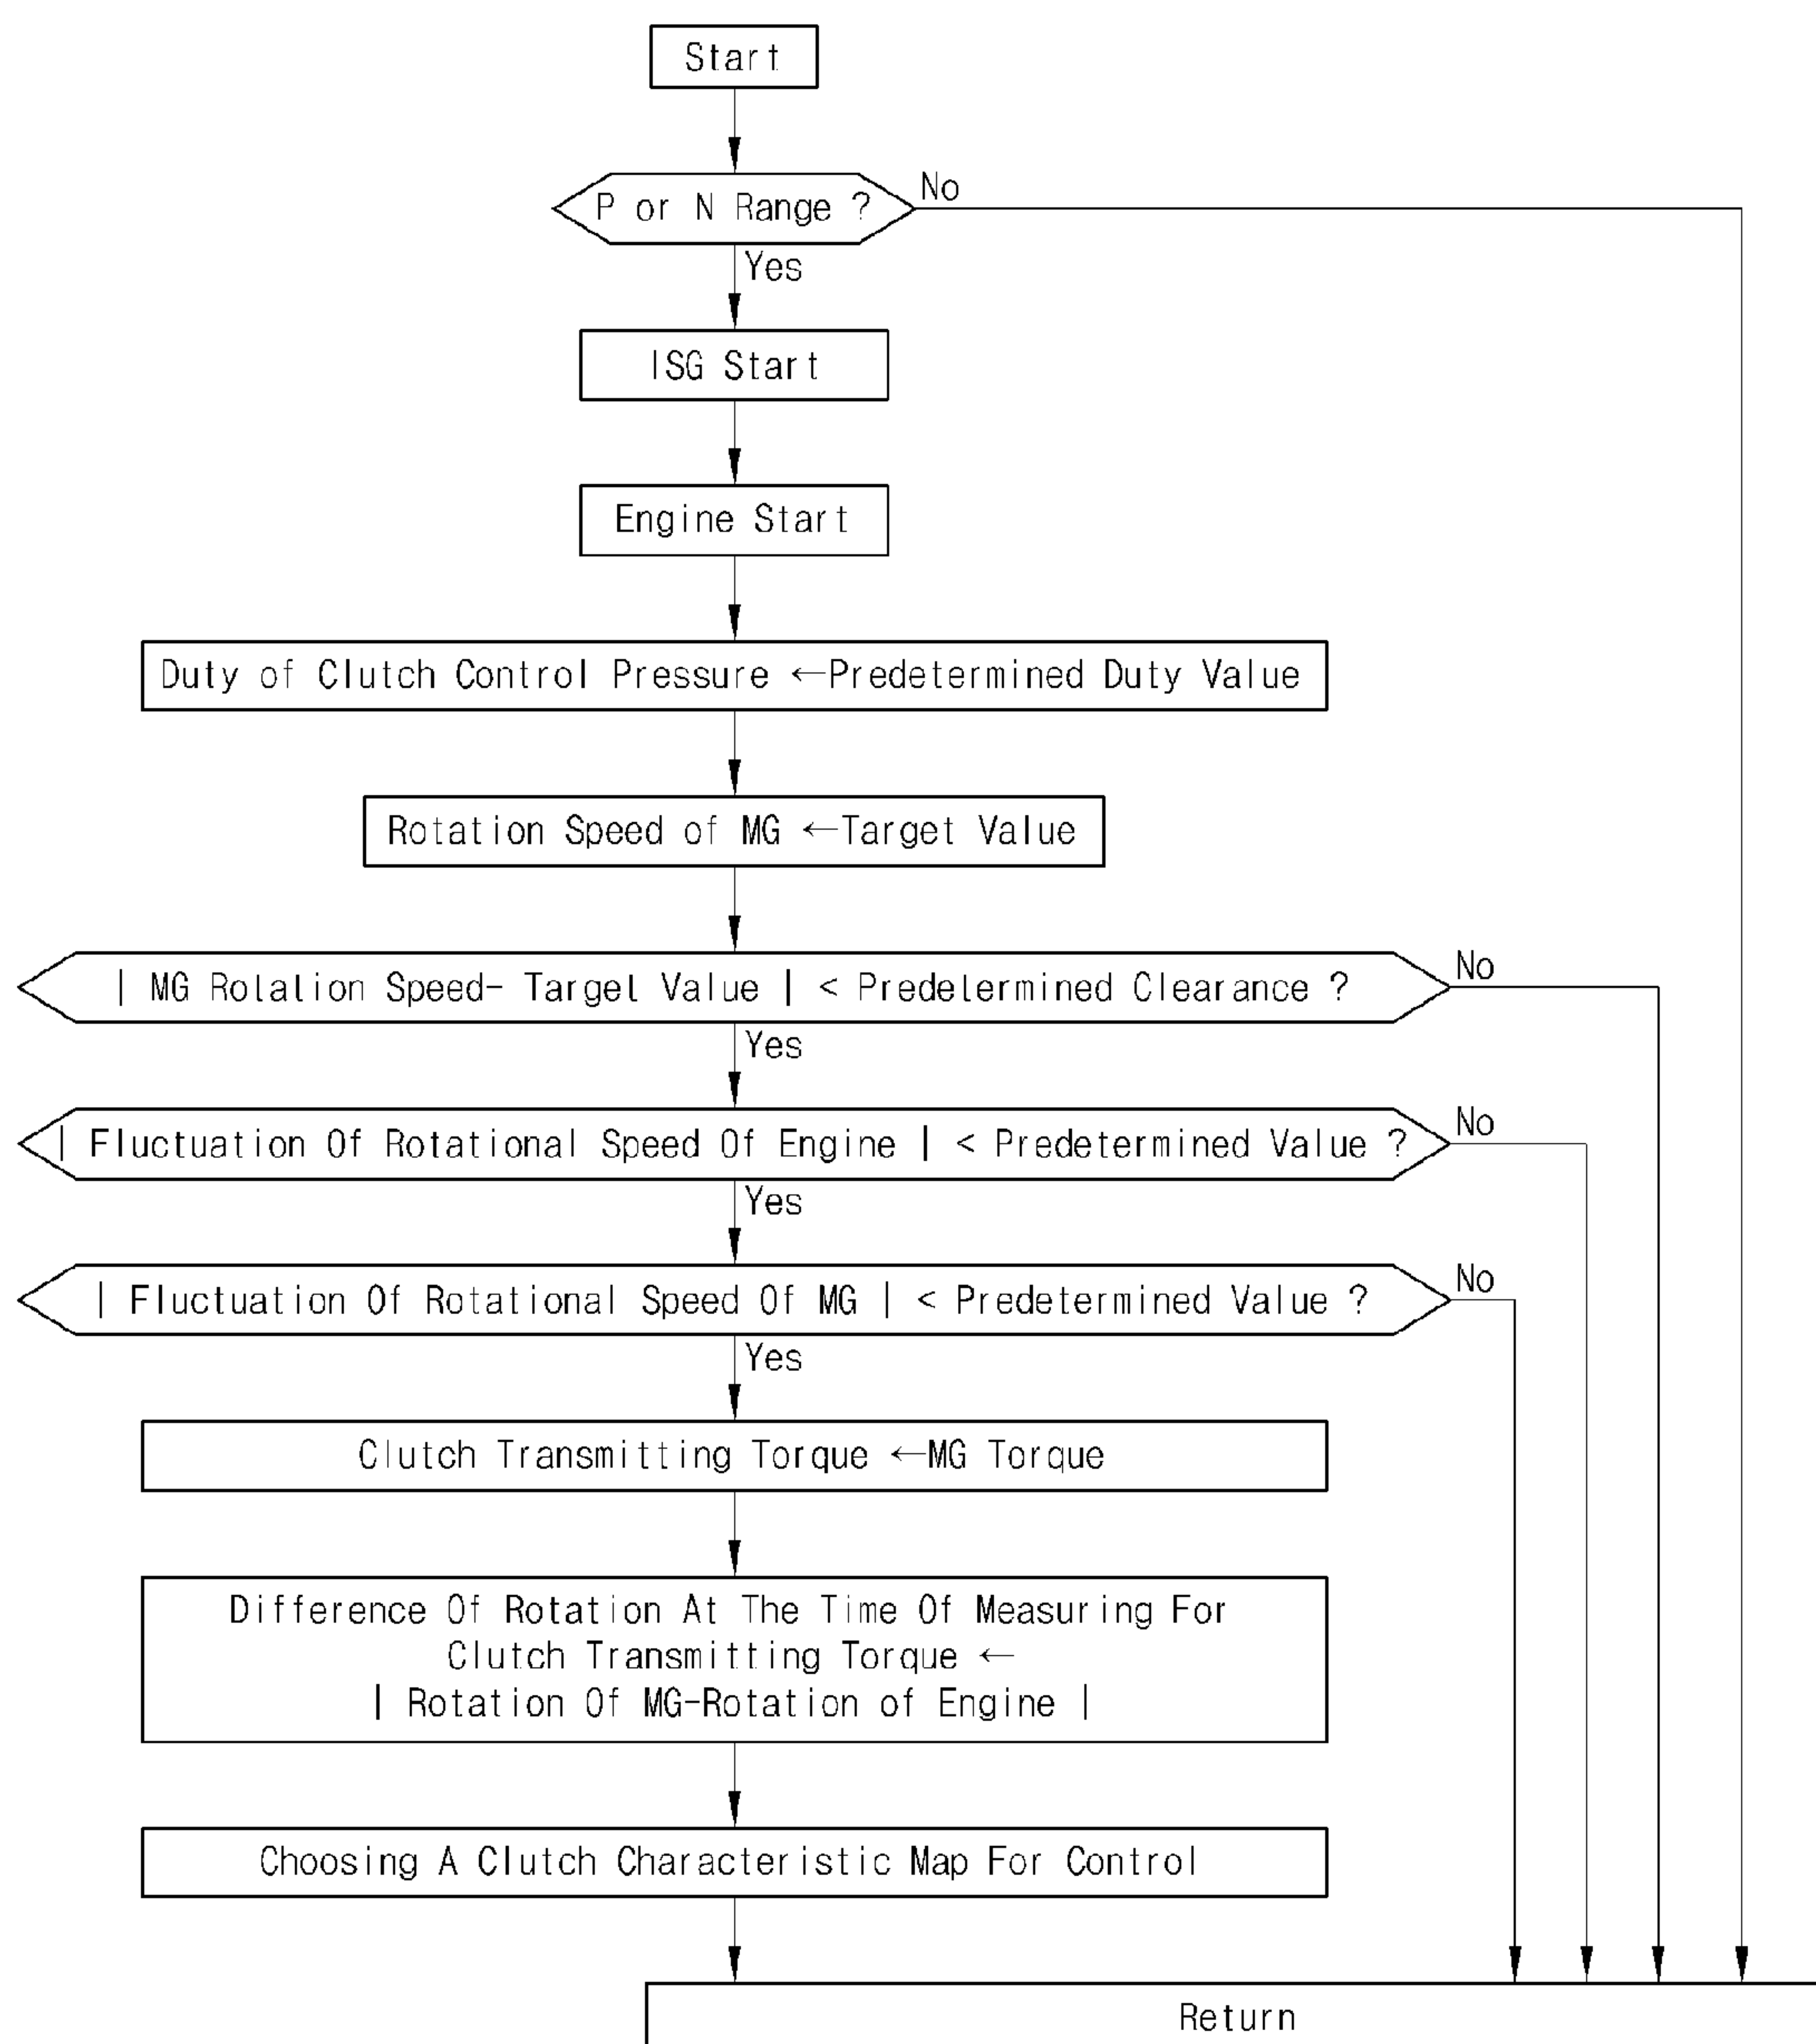 Start
P or N Range ?
No
Yes
ISG Start
Engine Start
Duty of Clutch Control Pressure ←Predetermined Duty Value
Rotation Speed of MG ←Target Value
| MG Rotation Speed- Target Value | < Predetermined Clearance ?
No
Yes
| Fluctuation Of Rotational Speed Of Engine | < Predetermined Value ?
No
Yes
| Fluctuation Of Rotational Speed Of MG | < Predetermined Value ?
No
Yes
Clutch Transmitting Torque ←MG Torque
Difference Of Rotation At The Time Of Measuring For
Clutch Transmitting Torque ←
| Rotation Of MG-Rotation of Engine |
Choosing A Clutch Characteristic Map For Control
Return